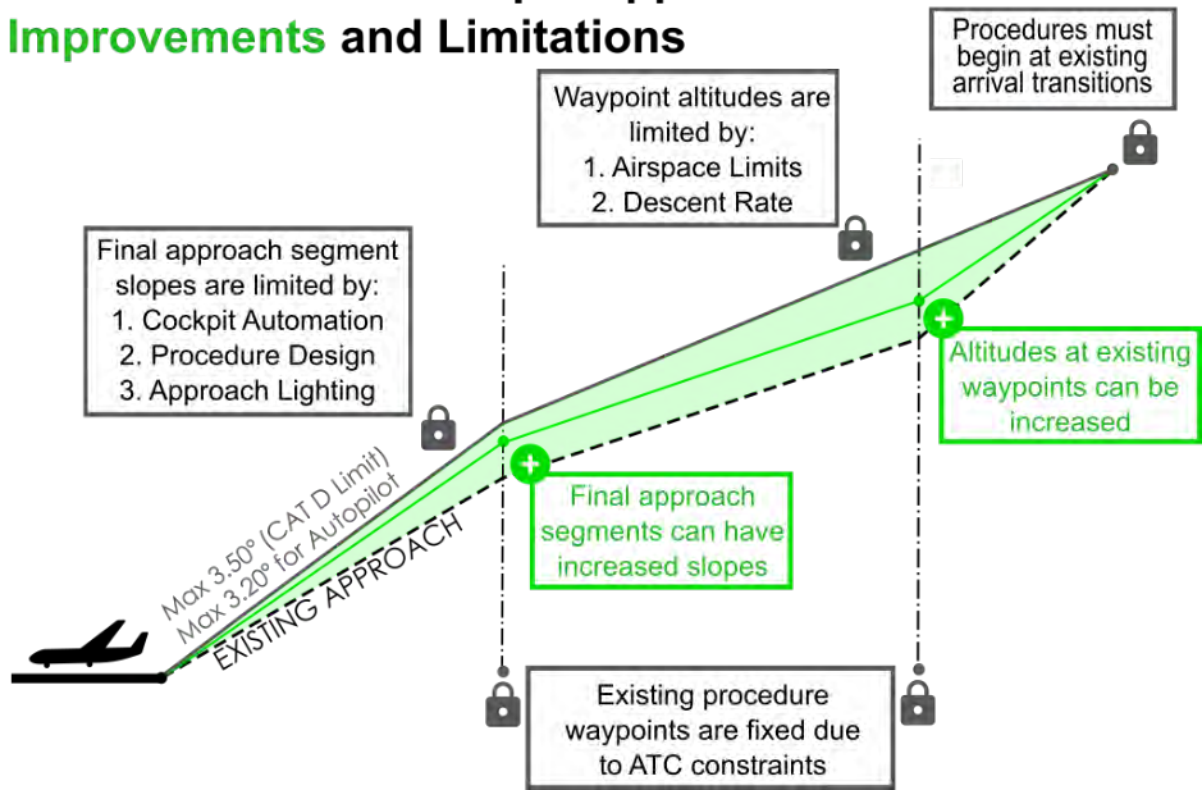 Improvements and Limitations
Procedures must
begin at existing
arrival transitions
Waypoint altitudes are
limited by:
1. Airspace Limits
2. Descent Rate
Final approach segment
slopes are limited by:
1. Cockpit Automation
2. Procedure Design
3. Approach Lighting
Altitudes at existing
waypoints can be
increased
Final approach
segments can have
increased slopes
Max 3.50° (CAT D Limit)
Max 3.20° for Autopilot
EXISTING APPROACH
Existing procedure
waypoints are fixed due
to ATC constraints